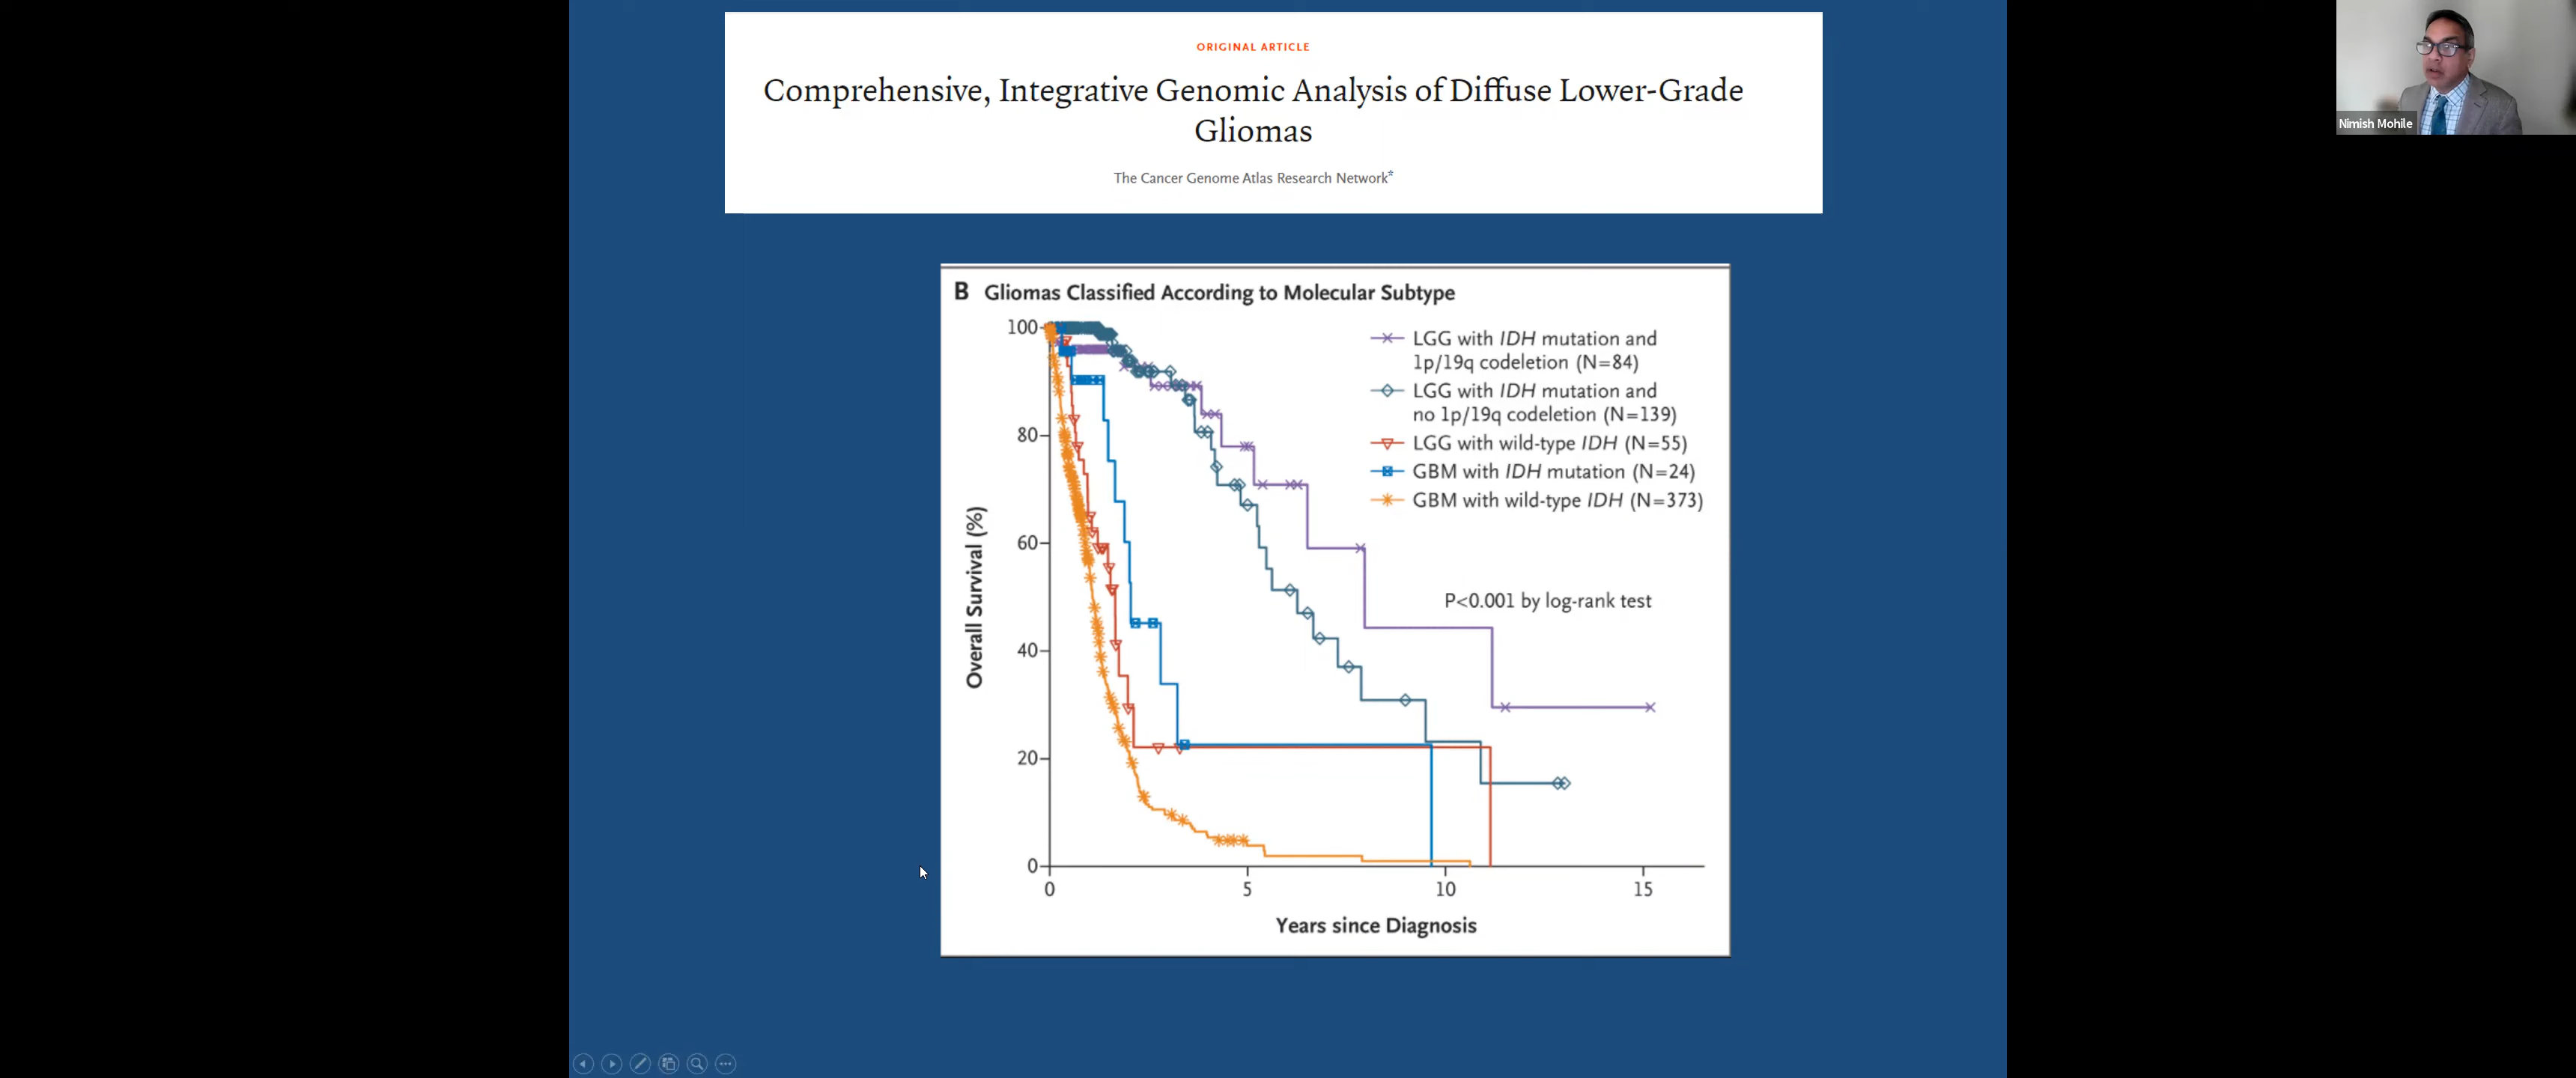 ORIGINAL ARTICLE
Comprehensive, Integrative Genomic Analysis of Diffuse Lower-Grade
Gliomas
The Cancer Genome Atlas Research Network*
Nimish Mohile
B Gliomas Classified According to Molecular Subtype
100
80
60
40
20
0
Overall Survival (%)
LGG with IDH mutation and
1p/19q codeletion (N=84)
LGG with IDH mutation and
no 1p/19q codeletion (N=139)
LGG with wild-type IDH (N=55)
GBM with IDH mutation (N=24)
GBM with wild-type IDH (N=373)
P<0.001 by log-rank test
0 5 10 15
Years since Diagnosis